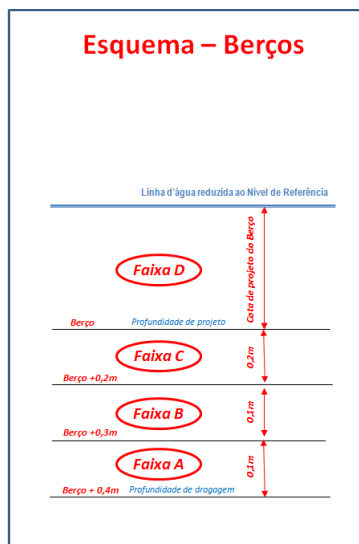 Esquema – Berços
Linha d'água reduzida ao Nível de Referência
Cota de projeto do Berço
Faixa D
Berço
Profundidade de projeto
Faixa C
0,2m
Berço +0,2m
Faixa B
0,1m
Berço +0,3m
Faixa A
0,1m
Berço + 0,4m
Profundidade de dragagem